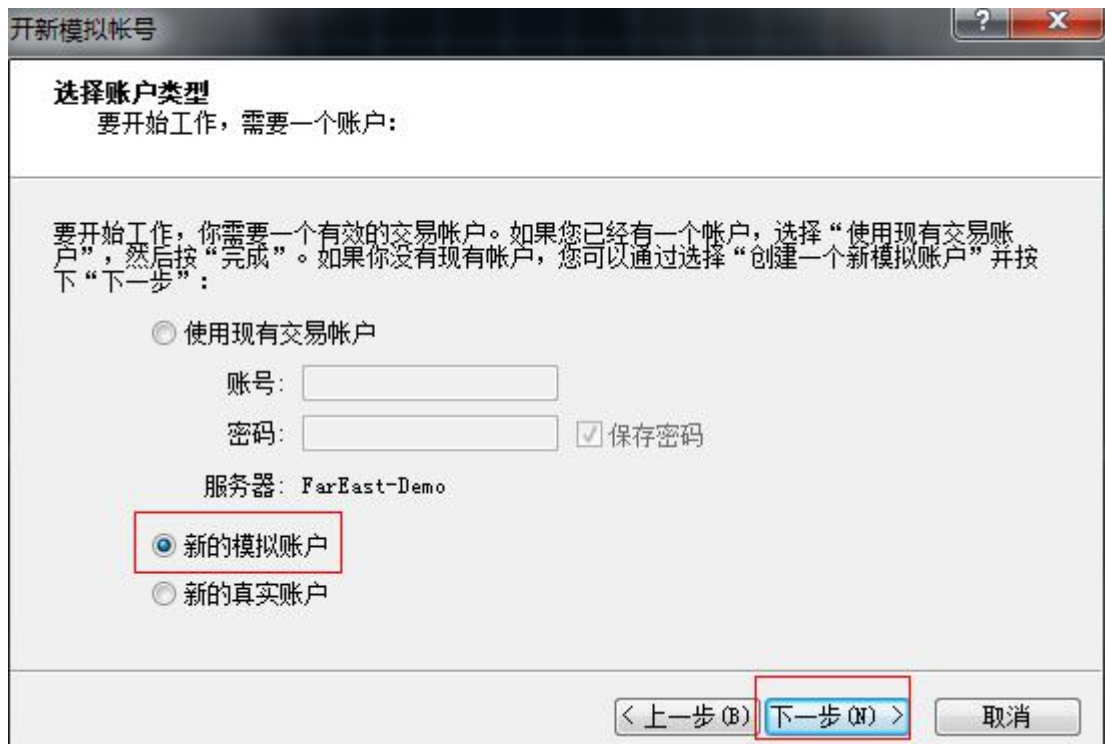 开新模拟帐号
选择账户类型
要开始工作，需要一个账户：
要开始工作，你需要一个有效的交易帐户。如果您已经有一个帐户，选择“使用现有交易账
户”，然后按“完成”。如果你没有现有帐户，您可以通过选择“创建一个新模拟账户”并按
下“下一步”：
使用现有交易帐户
账号：
密码：
保存密码
服务器： FarEast-Demo
新的模拟账户
新的真实账户
< 上一步(B)
下一步(N) >
取消